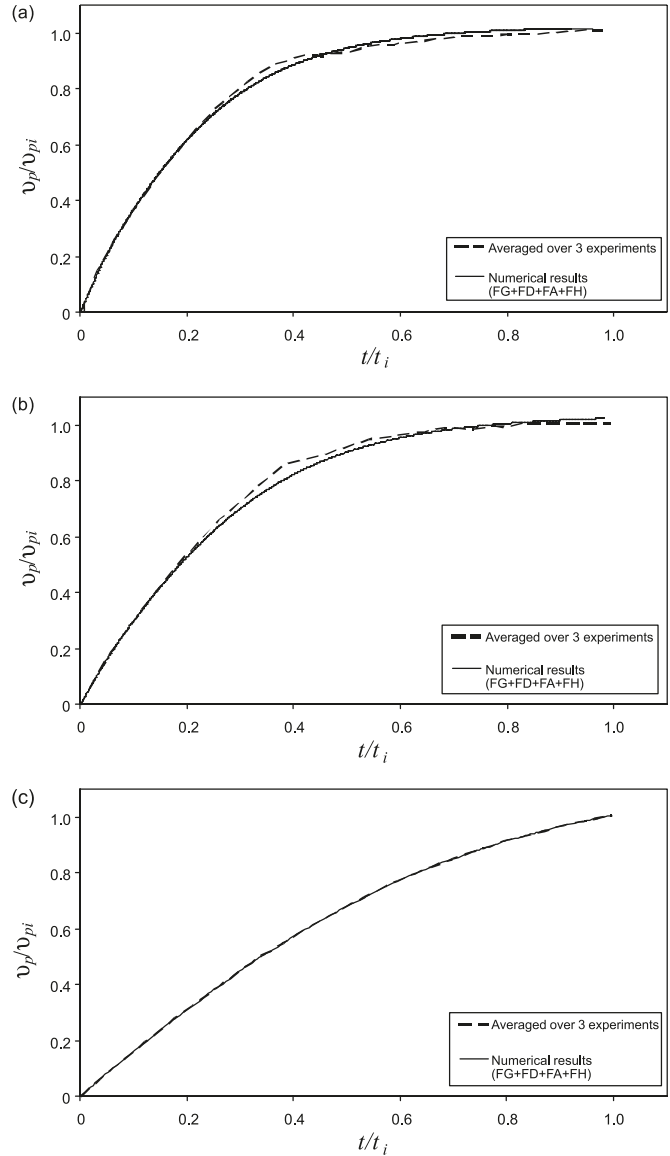 (a)
1.0
0.8
0.6
0.4
0.2
0
υp/υpi
0 0.2 0.4 0.6 0.8 1.0
t/ti
Averaged over 3 experiments
Numerical results
(FG+FD+FA+FH)
(b)
1.0
0.8
0.6
0.4
0.2
0
υp/υpi
0 0.2 0.4 0.6 0.8 1.0
t/ti
Averaged over 3 experiments
Numerical results
(FG+FD+FA+FH)
(c)
1.0
0.8
0.6
0.4
0.2
0
υp/υpi
0 0.2 0.4 0.6 0.8 1.0
t/ti
Averaged over 3 experiments
Numerical results
(FG+FD+FA+FH)